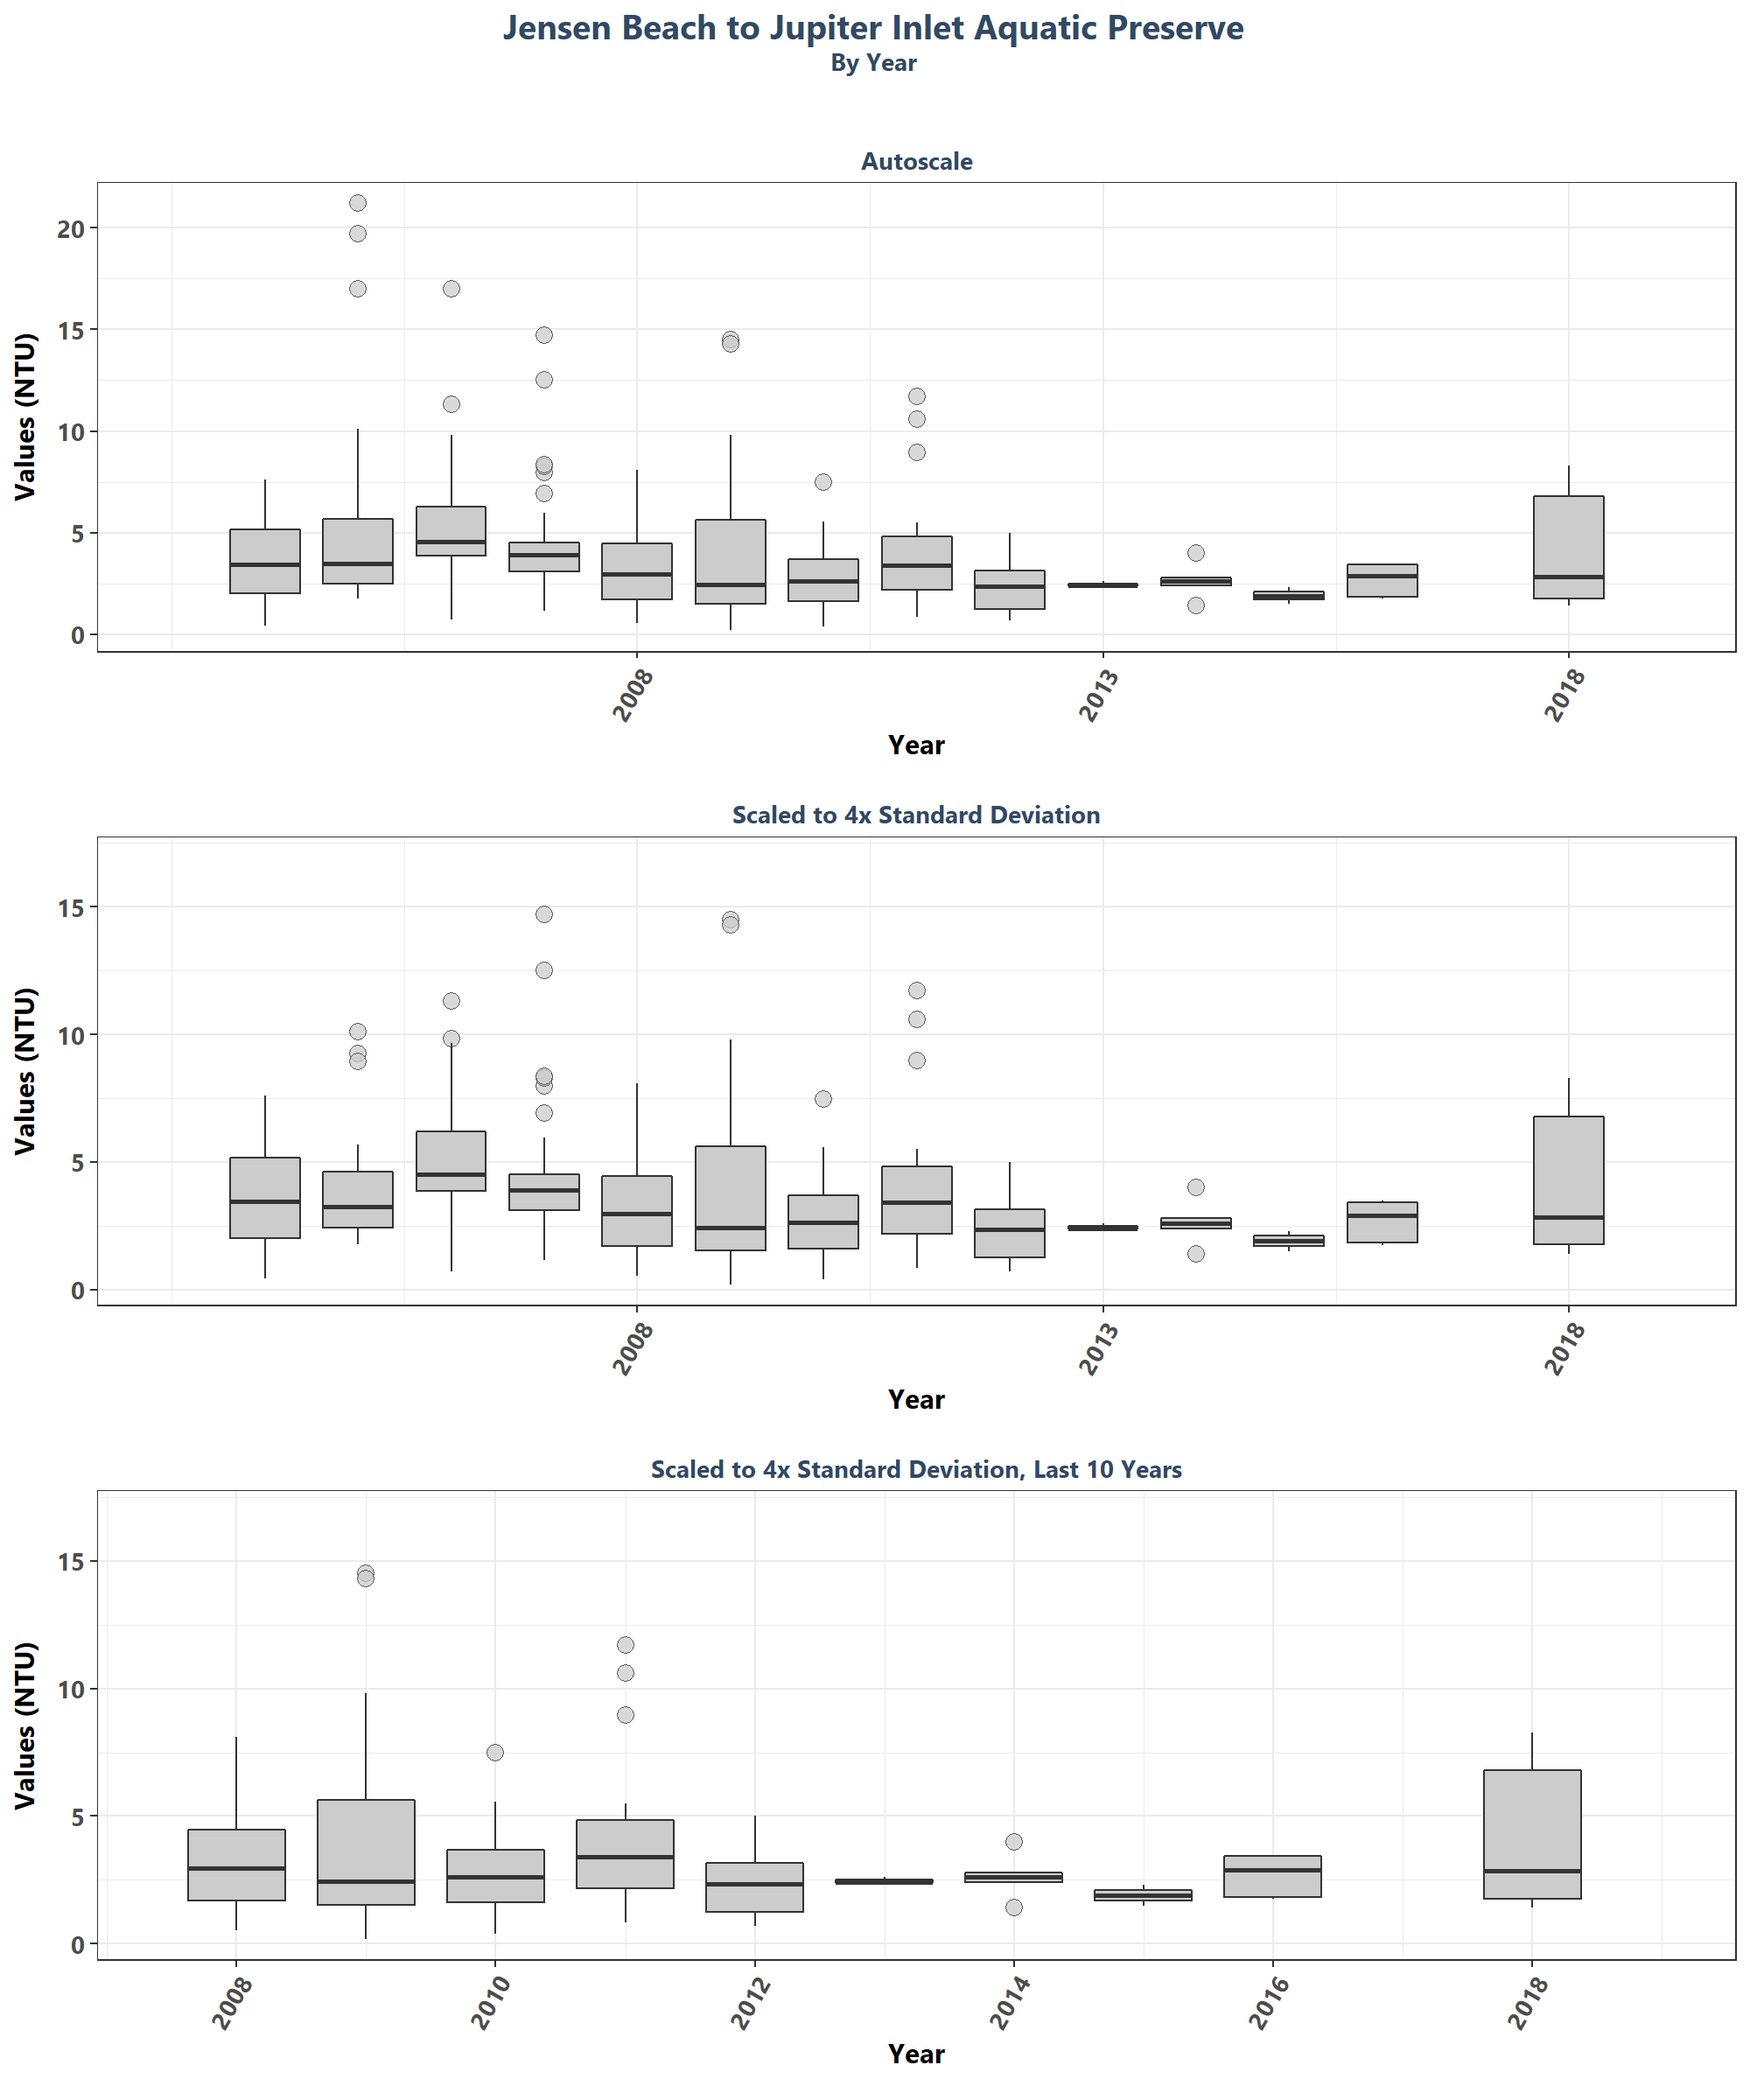 Jensen Beach to Jupiter Inlet Aquatic Preserve
By Year
Autoscale
Values (NTU)
20
15
10
5
0
2008
2013
2018
Year
Scaled to 4x Standard Deviation
Values (NTU)
15
10
5
0
2008
2013
2018
Year
Scaled to 4x Standard Deviation, Last 10 Years
Values (NTU)
15
10
5
0
2008
2010
2012
2014
2016
2018
Year